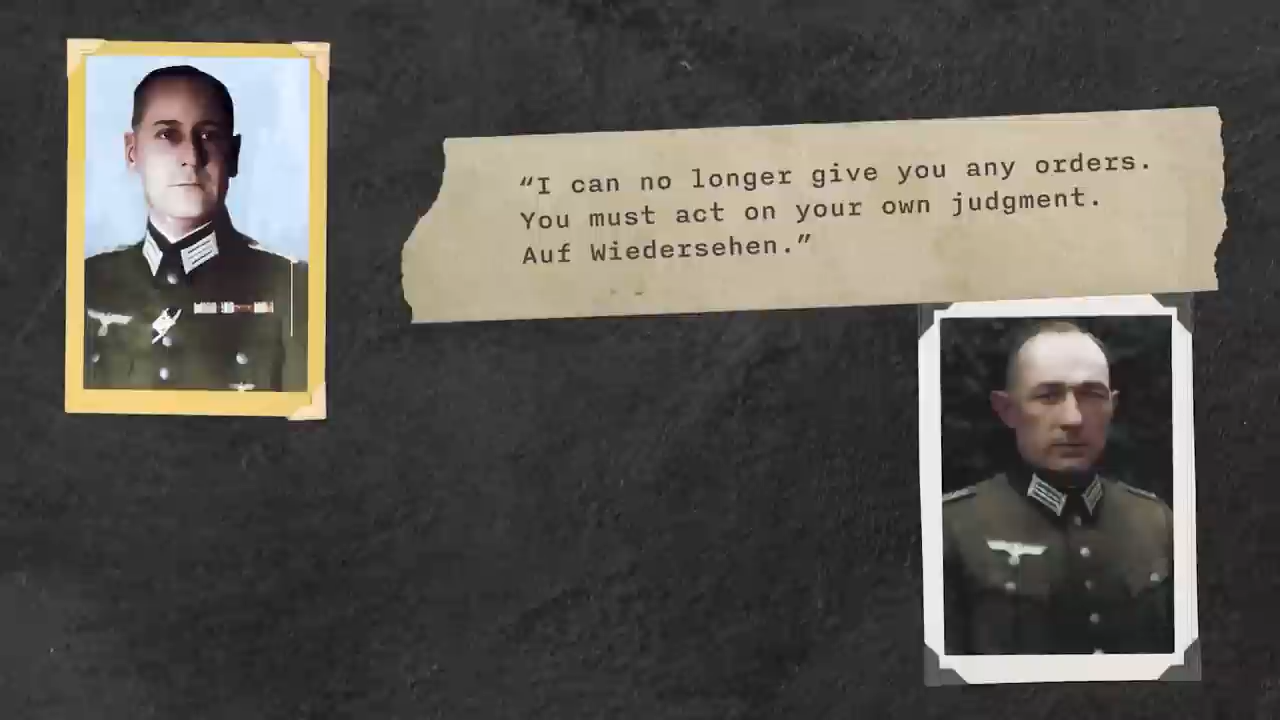 “I can no longer give you any orders.
You must act on your own judgment.
Auf Wiedersehen.”